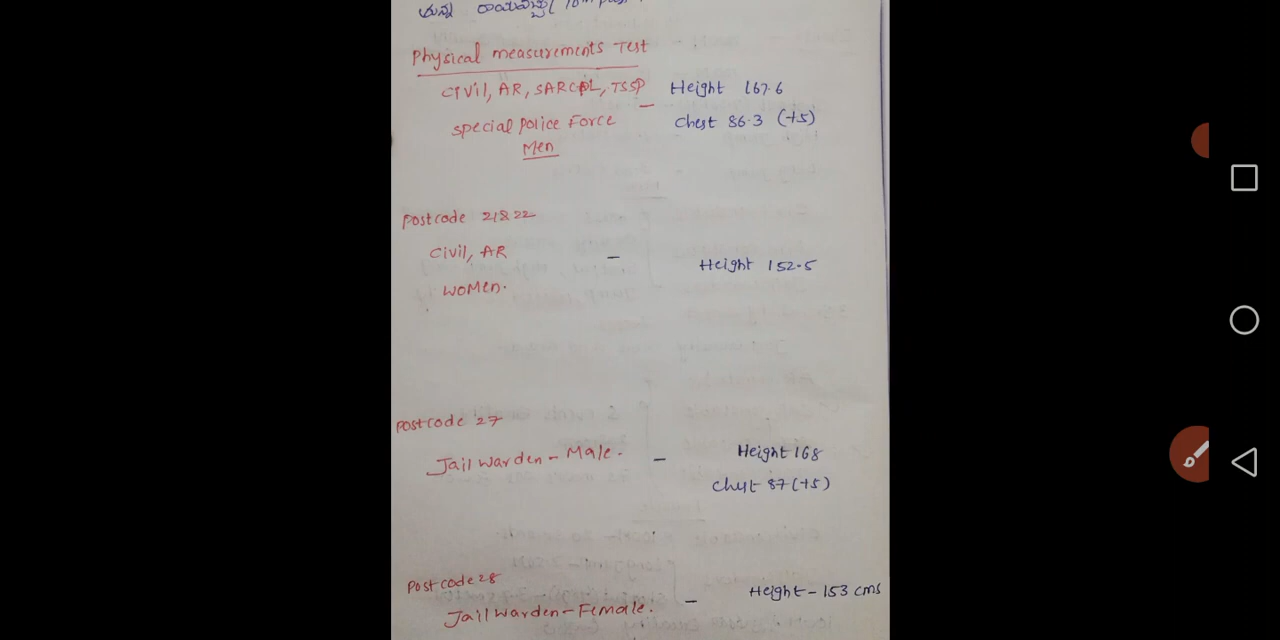 Physical measurements Test
CIVIL, AR, SARCPL, TSSP Height 167.6
Special Police Force - Chest 86.3 (+5)
Men
Postcode 21&22
Civil, AR - Height 152.5
WOMEN.
Postcode 27
Jail Warden - Male. - Height 168
Chest 87 (+5)
Postcode 28
Jail Warden - Female. - Height - 153 cms